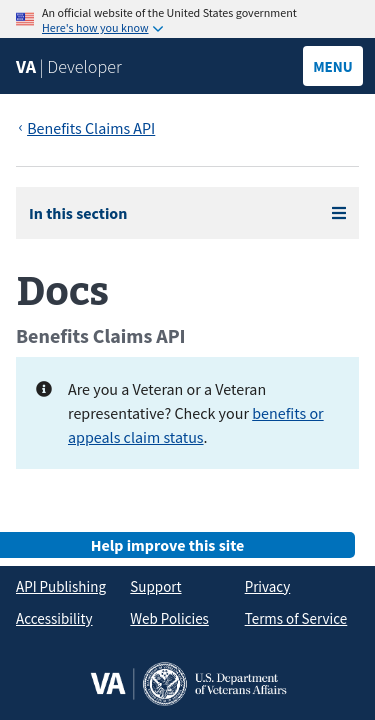 An official website of the United States government
Here's how you know
VA | Developer
MENU
‹ Benefits Claims API
In this section
Docs
Benefits Claims API
Are you a Veteran or a Veteran
representative? Check your benefits or
appeals claim status.
Help improve this site
API Publishing Support Privacy
Accessibility Web Policies Terms of Service
VA | U.S. Department
of Veterans Affairs